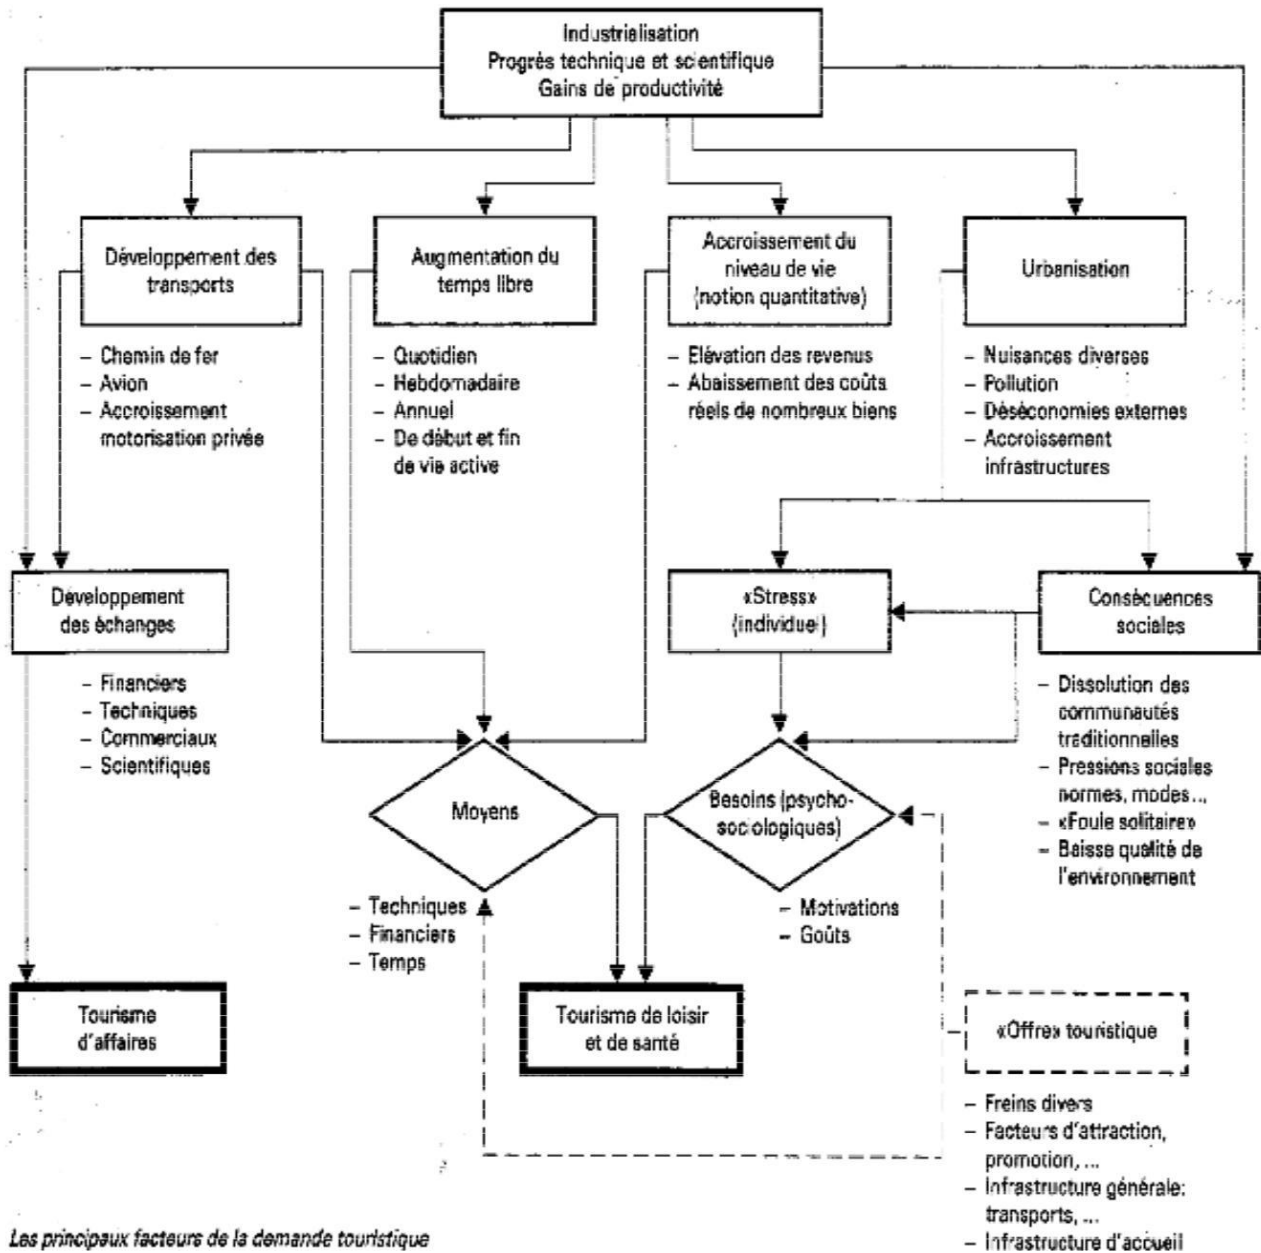 Industrialisation
Progrès technique et scientifique
Gains de productivité
Développement des
transports
Augmentation du
temps libre
Accroissement du
niveau de vie
(notion quantitative)
Urbanisation
– Chemin de fer
– Avion
– Accroissement
motorisation privée
– Quotidien
– Hebdomadaire
– Annuel
– De début et fin
de vie active
– Elévation des revenus
– Abaissement des coûts
réels de nombreux biens
– Nuisances diverses
– Pollution
– Déséconomies externes
– Accroissement
infrastructures
Développement
des échanges
«Stress»
(individuel)
Conséquences
sociales
– Financiers
– Techniques
– Commerciaux
– Scientifiques
– Dissolution des
communautés
traditionnelles
– Pressions sociales
normes, modes...,
– «Foule solitaire»
– Baisse qualité de
l'environnement
Moyens
Besoins (psycho-
sociologiques)
– Techniques
– Financiers
– Temps
– Motivations
– Goûts
Tourisme
d'affaires
Tourisme de loisir
et de santé
«Offre» touristique
– Freins divers
– Facteurs d'attraction,
promotion, ...
– Infrastructure générale:
transports, ...
– Infrastructure d'accueil
Les principaux facteurs de la demande touristique